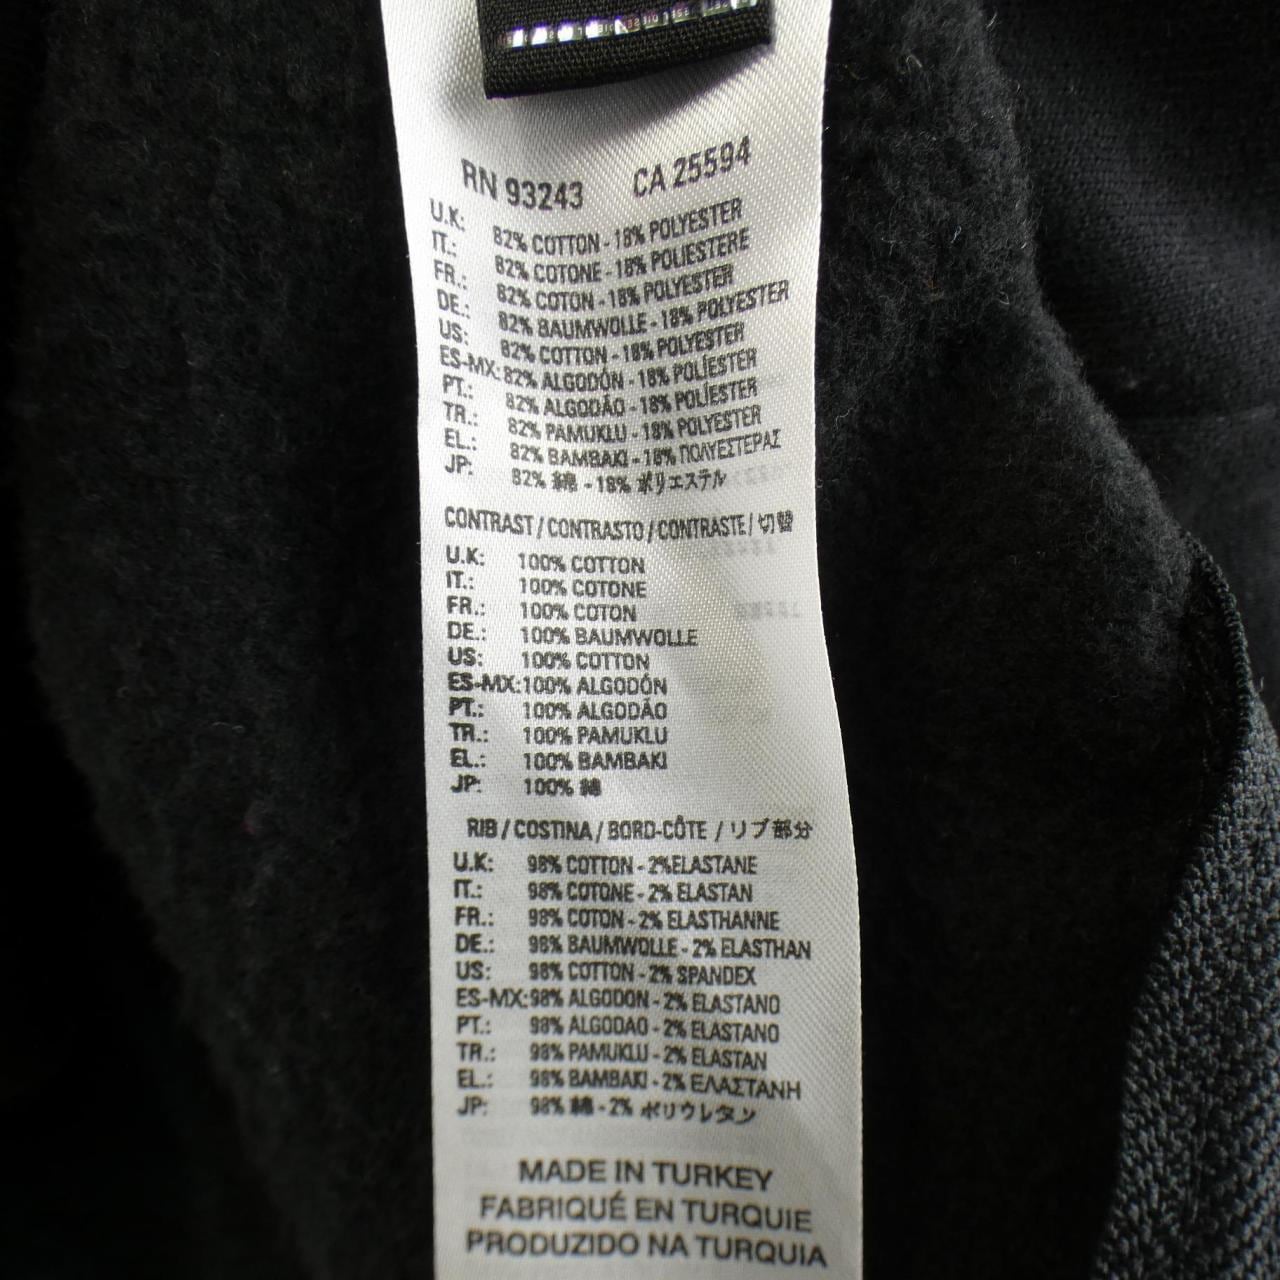 RN 93243 CA 25594
U.K: 82% COTTON - 18% POLYESTER
IT.: 82% COTONE - 18% POLIESTERE
FR.: 82% COTON - 18% POLYESTER
DE.: 82% BAUMWOLLE - 18% POLYESTER
US: 82% COTTON - 18% POLYESTER
ES-MX: 82% ALGODÓN - 18% POLÍESTER
PT.: 82% ALGODÃO - 18% POLÍESTER
TR.: 82% PAMUKLU - 18% POLYESTER
EL.: 82% BAMBAKI - 18% ΠΟΛΥΕΣΤΕΡΑΣ
JP: 82% 綿 - 18% ポリエステル
CONTRAST / CONTRASTO / CONTRASTE / 切替
U.K: 100% COTTON
IT.: 100% COTONE
FR.: 100% COTON
DE.: 100% BAUMWOLLE
US: 100% COTTON
ES-MX: 100% ALGODÓN
PT.: 100% ALGODÃO
TR.: 100% PAMUKLU
EL.: 100% BAMBAKI
JP: 100% 綿
RIB / COSTINA / BORD-CÔTE / リブ部分
U.K: 98% COTTON - 2% ELASTANE
IT.: 98% COTONE - 2% ELASTAN
FR.: 98% COTON - 2% ELASTHANNE
DE.: 98% BAUMWOLLE - 2% ELASTHAN
US: 98% COTTON - 2% SPANDEX
ES-MX: 98% ALGODON - 2% ELASTANO
PT.: 98% ALGODAO - 2% ELASTANO
TR.: 98% PAMUKLU - 2% ELASTAN
EL.: 98% BAMBAKI - 2% ΕΛΑΣΤΑΝΗ
JP: 98% 綿 - 2% ポリウレタン
MADE IN TURKEY
FABRIQUÉ EN TURQUIE
PRODUZIDO NA TURQUIA